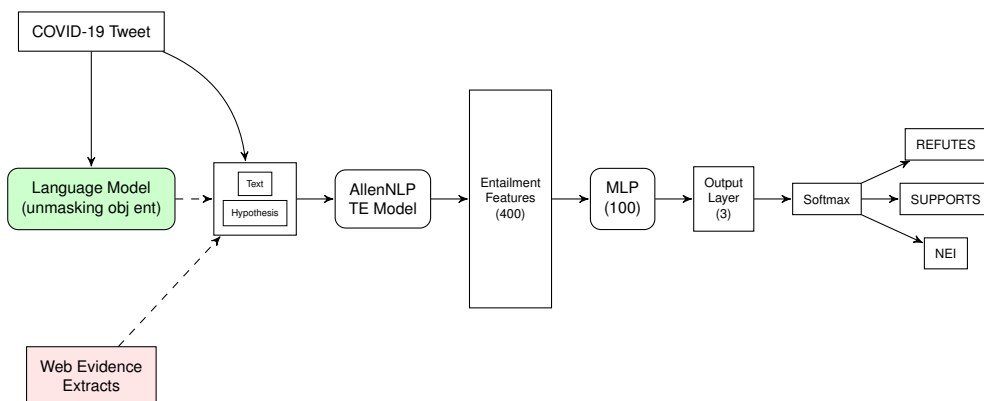 COVID-19 Tweet
Language Model
(unmasking obj ent)
Text
Hypothesis
AllenNLP
TE Model
Entailment
Features
(400)
MLP
(100)
Output
Layer
(3)
Softmax
REFUTES
SUPPORTS
NEI
Web Evidence
Extracts